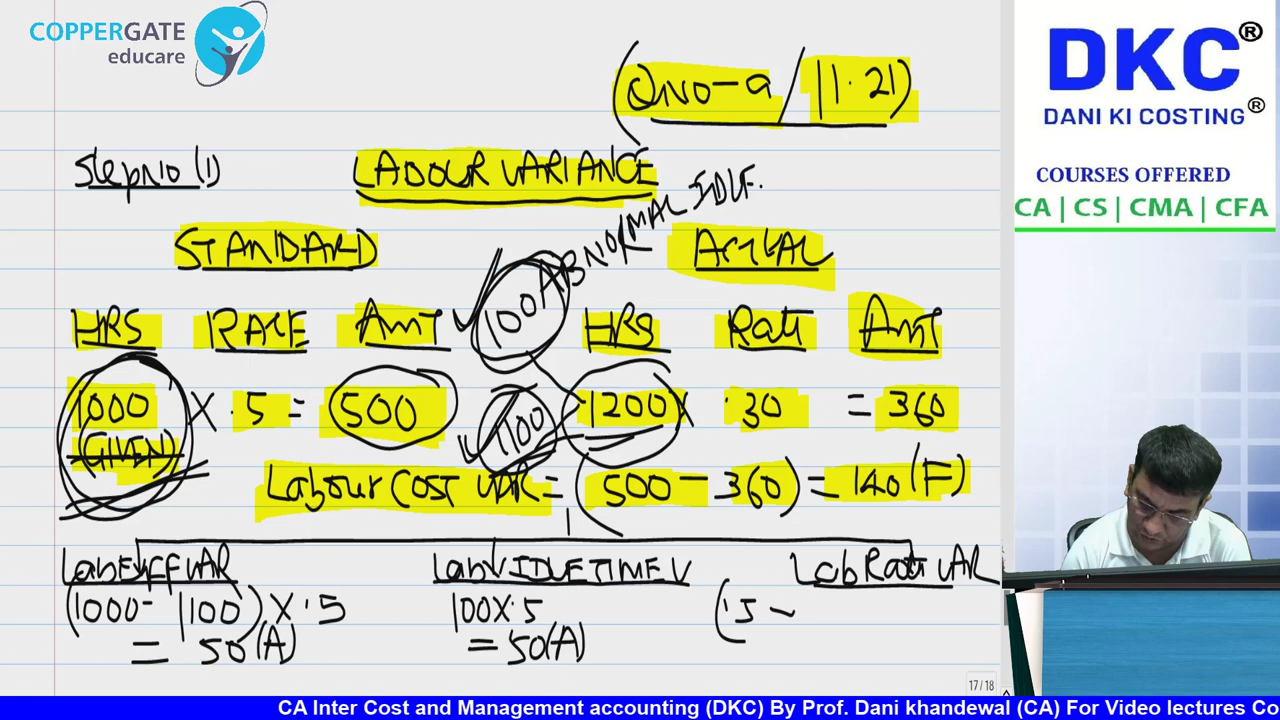 COPPERGATE
educare
(QNO-9/11.21)
Step NO (1)
LABOUR VARIANCE
STANDARD
100 ABNORMAL IDLE.
ACTUAL
HRS RATE AMT HRS Rate AMT
1000 X .5 = 500 1100 1200 X .30 = 360
(GIVEN)
Labour Cost VAR = (500 - 360) = 140 (F)
Lab EFF VAR Lab IDLE TIME V Lab Rate VAR
(1000 - 1100) X .5 100 X .5 (.5 -
= 50 (A) = 50 (A)
17/18
DKC®
DANI KI COSTING®
COURSES OFFERED
CA | CS | CMA | CFA
CA Inter Cost and Management accounting (DKC) By Prof. Dani khandewal (CA) For Video lectures Co